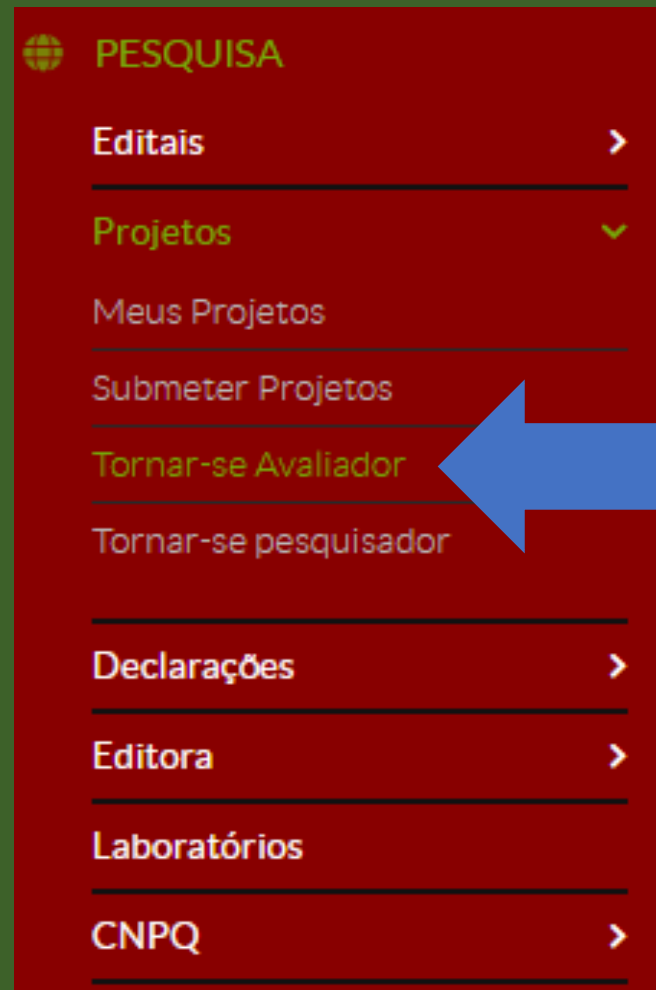 PESQUISA
Editais
Projetos
Meus Projetos
Submeter Projetos
Tornar-se Avaliador
Tornar-se pesquisador
Declarações
Editora
Laboratórios
CNPQ